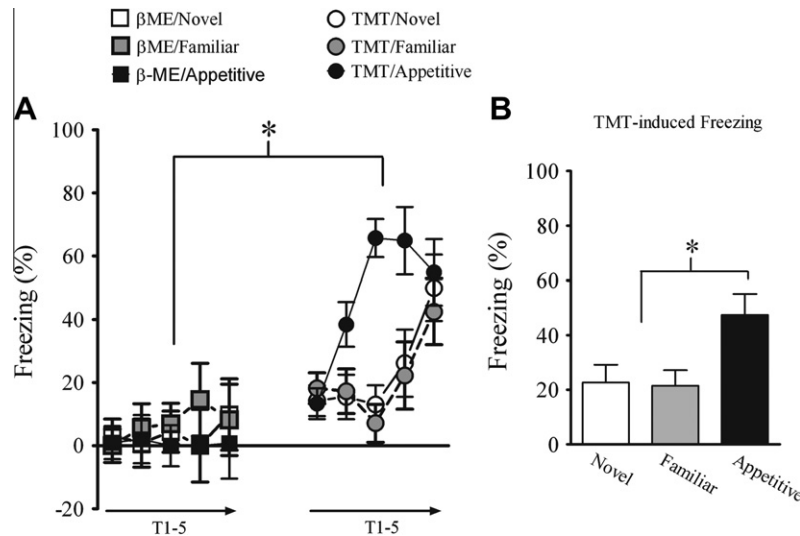 βME/Novel
βME/Familiar
β-ME/Appetitive
TMT/Novel
TMT/Familiar
TMT/Appetitive
A
*
Freezing (%)
100
80
60
40
20
0
-20
T1-5
T1-5
B
TMT-induced Freezing
*
Freezing (%)
100
80
60
40
20
0
Novel
Familiar
Appetitive